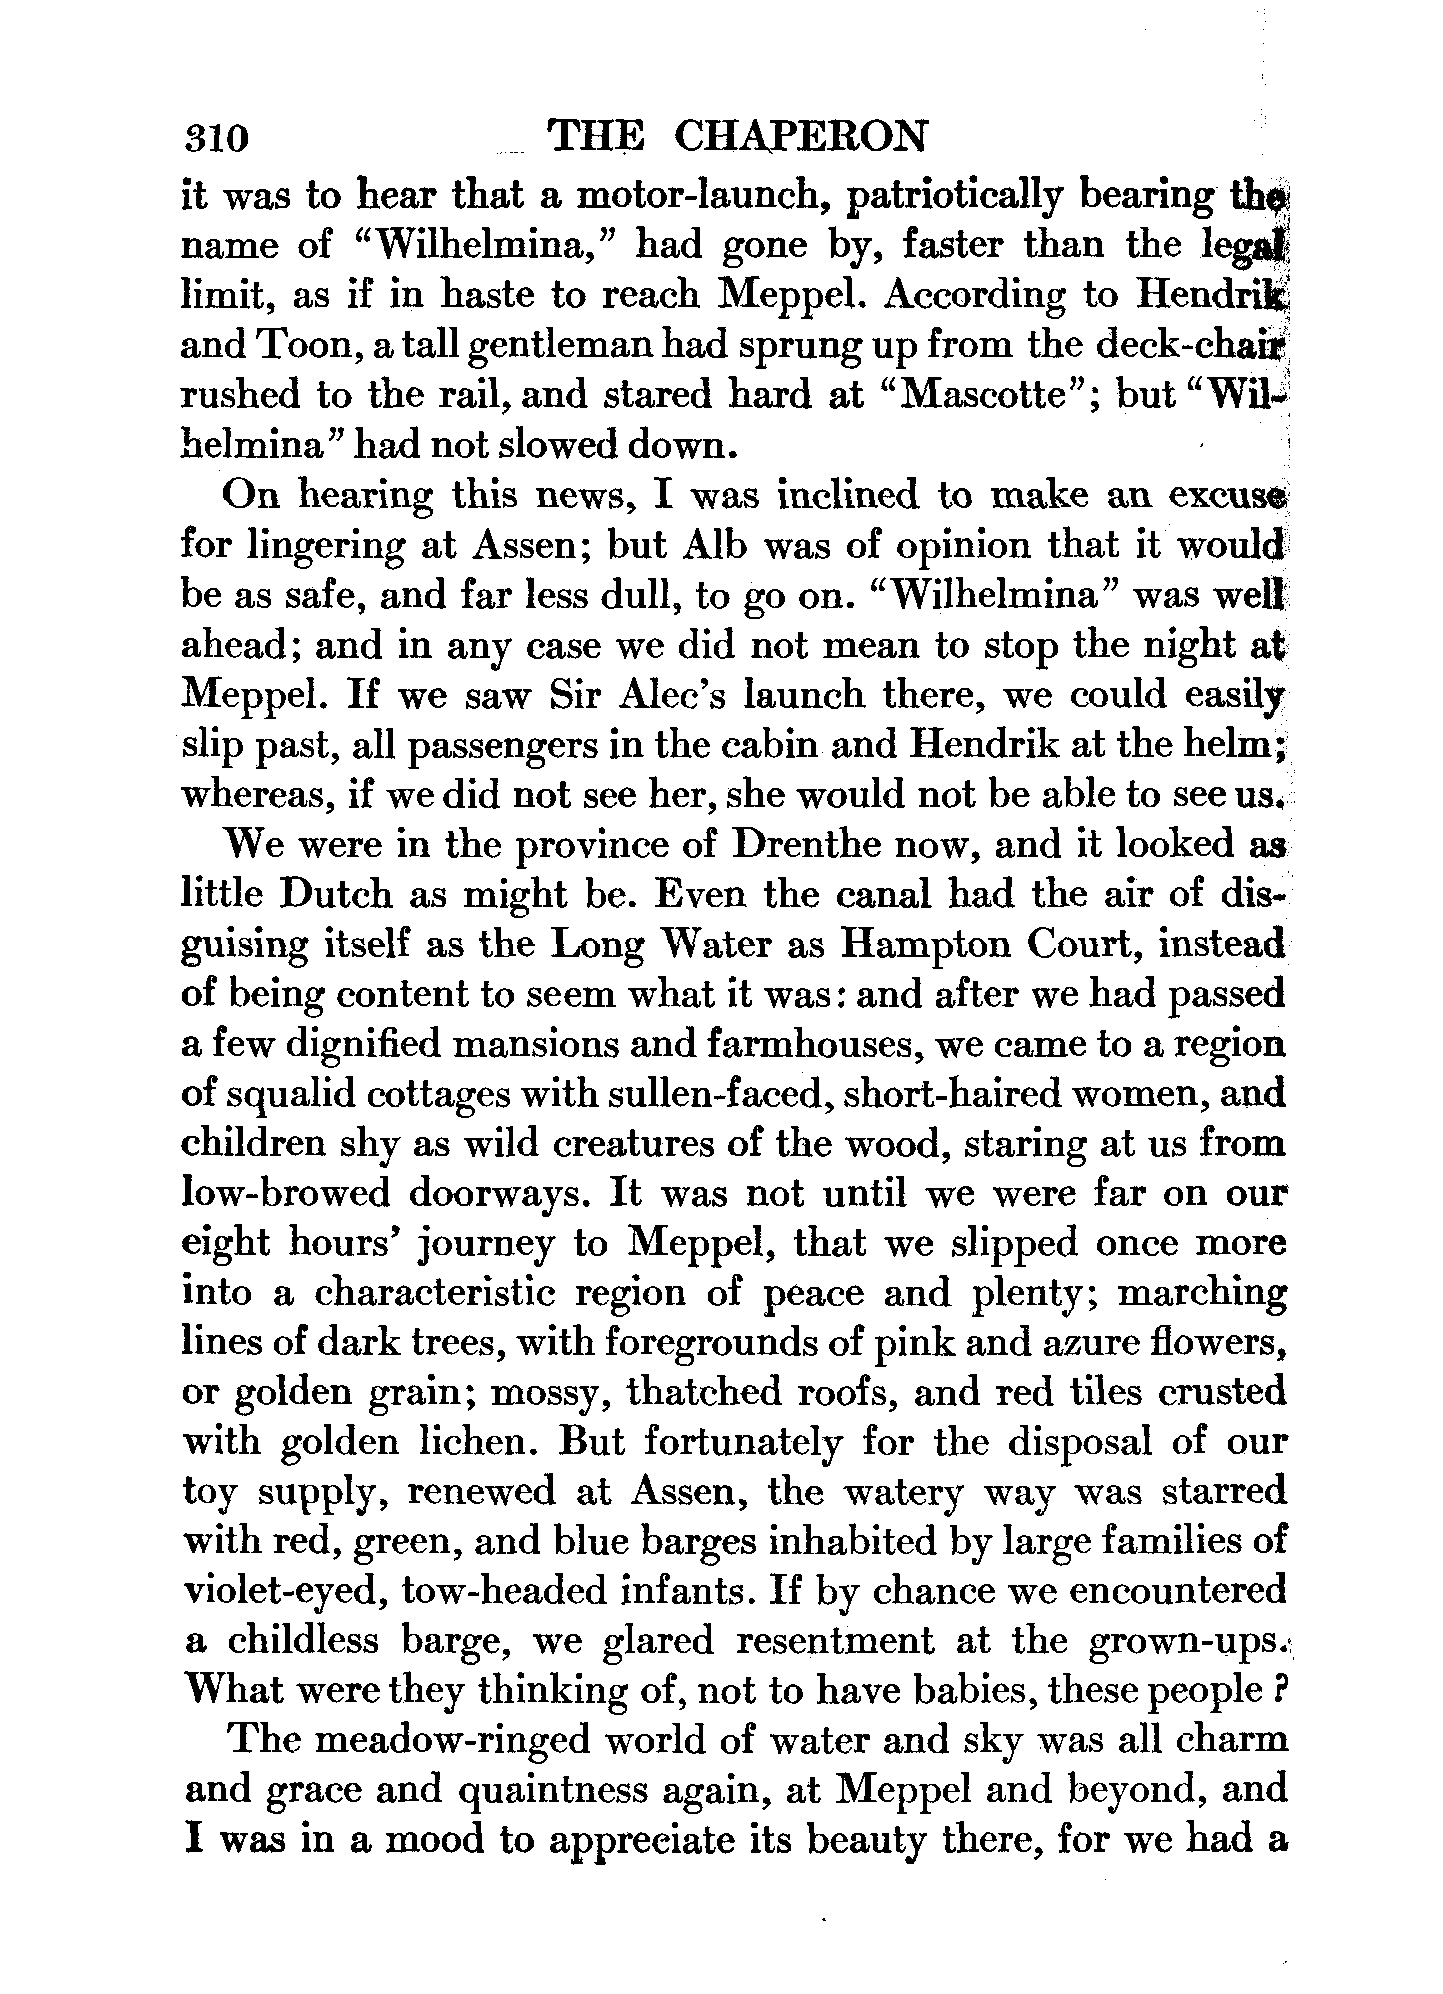 310 THE CHAPERON
it was to hear that a motor-launch, patriotically bearing the
name of “Wilhelmina,” had gone by, faster than the legal
limit, as if in haste to reach Meppel. According to Hendrik
and Toon, a tall gentleman had sprung up from the deck-chair
rushed to the rail, and stared hard at “Mascotte”; but “Wil-
helmina” had not slowed down.
On hearing this news, I was inclined to make an excuse
for lingering at Assen; but Alb was of opinion that it would
be as safe, and far less dull, to go on. “Wilhelmina” was well
ahead; and in any case we did not mean to stop the night at
Meppel. If we saw Sir Alec’s launch there, we could easily
slip past, all passengers in the cabin and Hendrik at the helm;
whereas, if we did not see her, she would not be able to see us.
We were in the province of Drenthe now, and it looked as
little Dutch as might be. Even the canal had the air of dis-
guising itself as the Long Water as Hampton Court, instead
of being content to seem what it was: and after we had passed
a few dignified mansions and farmhouses, we came to a region
of squalid cottages with sullen-faced, short-haired women, and
children shy as wild creatures of the wood, staring at us from
low-browed doorways. It was not until we were far on our
eight hours’ journey to Meppel, that we slipped once more
into a characteristic region of peace and plenty; marching
lines of dark trees, with foregrounds of pink and azure flowers,
or golden grain; mossy, thatched roofs, and red tiles crusted
with golden lichen. But fortunately for the disposal of our
toy supply, renewed at Assen, the watery way was starred
with red, green, and blue barges inhabited by large families of
violet-eyed, tow-headed infants. If by chance we encountered
a childless barge, we glared resentment at the grown-ups.
What were they thinking of, not to have babies, these people?
The meadow-ringed world of water and sky was all charm
and grace and quaintness again, at Meppel and beyond, and
I was in a mood to appreciate its beauty there, for we had a